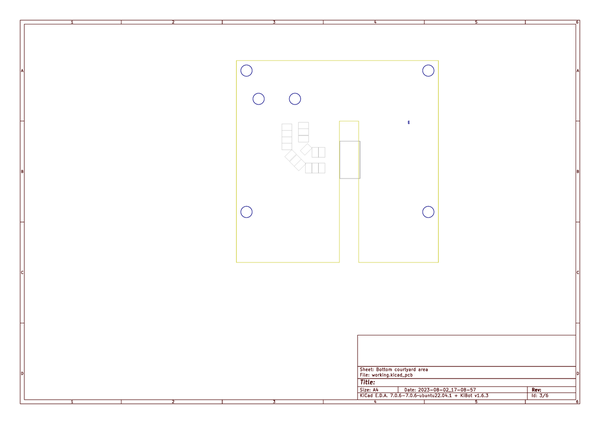 1 2 3 4 5 6
A A
B B
C C
D D
Sheet: Bottom courtyard area
File: working.kicad_pcb
Title:
Size: A4 Date: 2023-08-02_17-08-57 Rev:
KiCad E.D.A. 7.0.6-7.0.6~ubuntu22.04.1 + KiBot v1.6.3 Id: 3/6
1 2 3 4 5 6